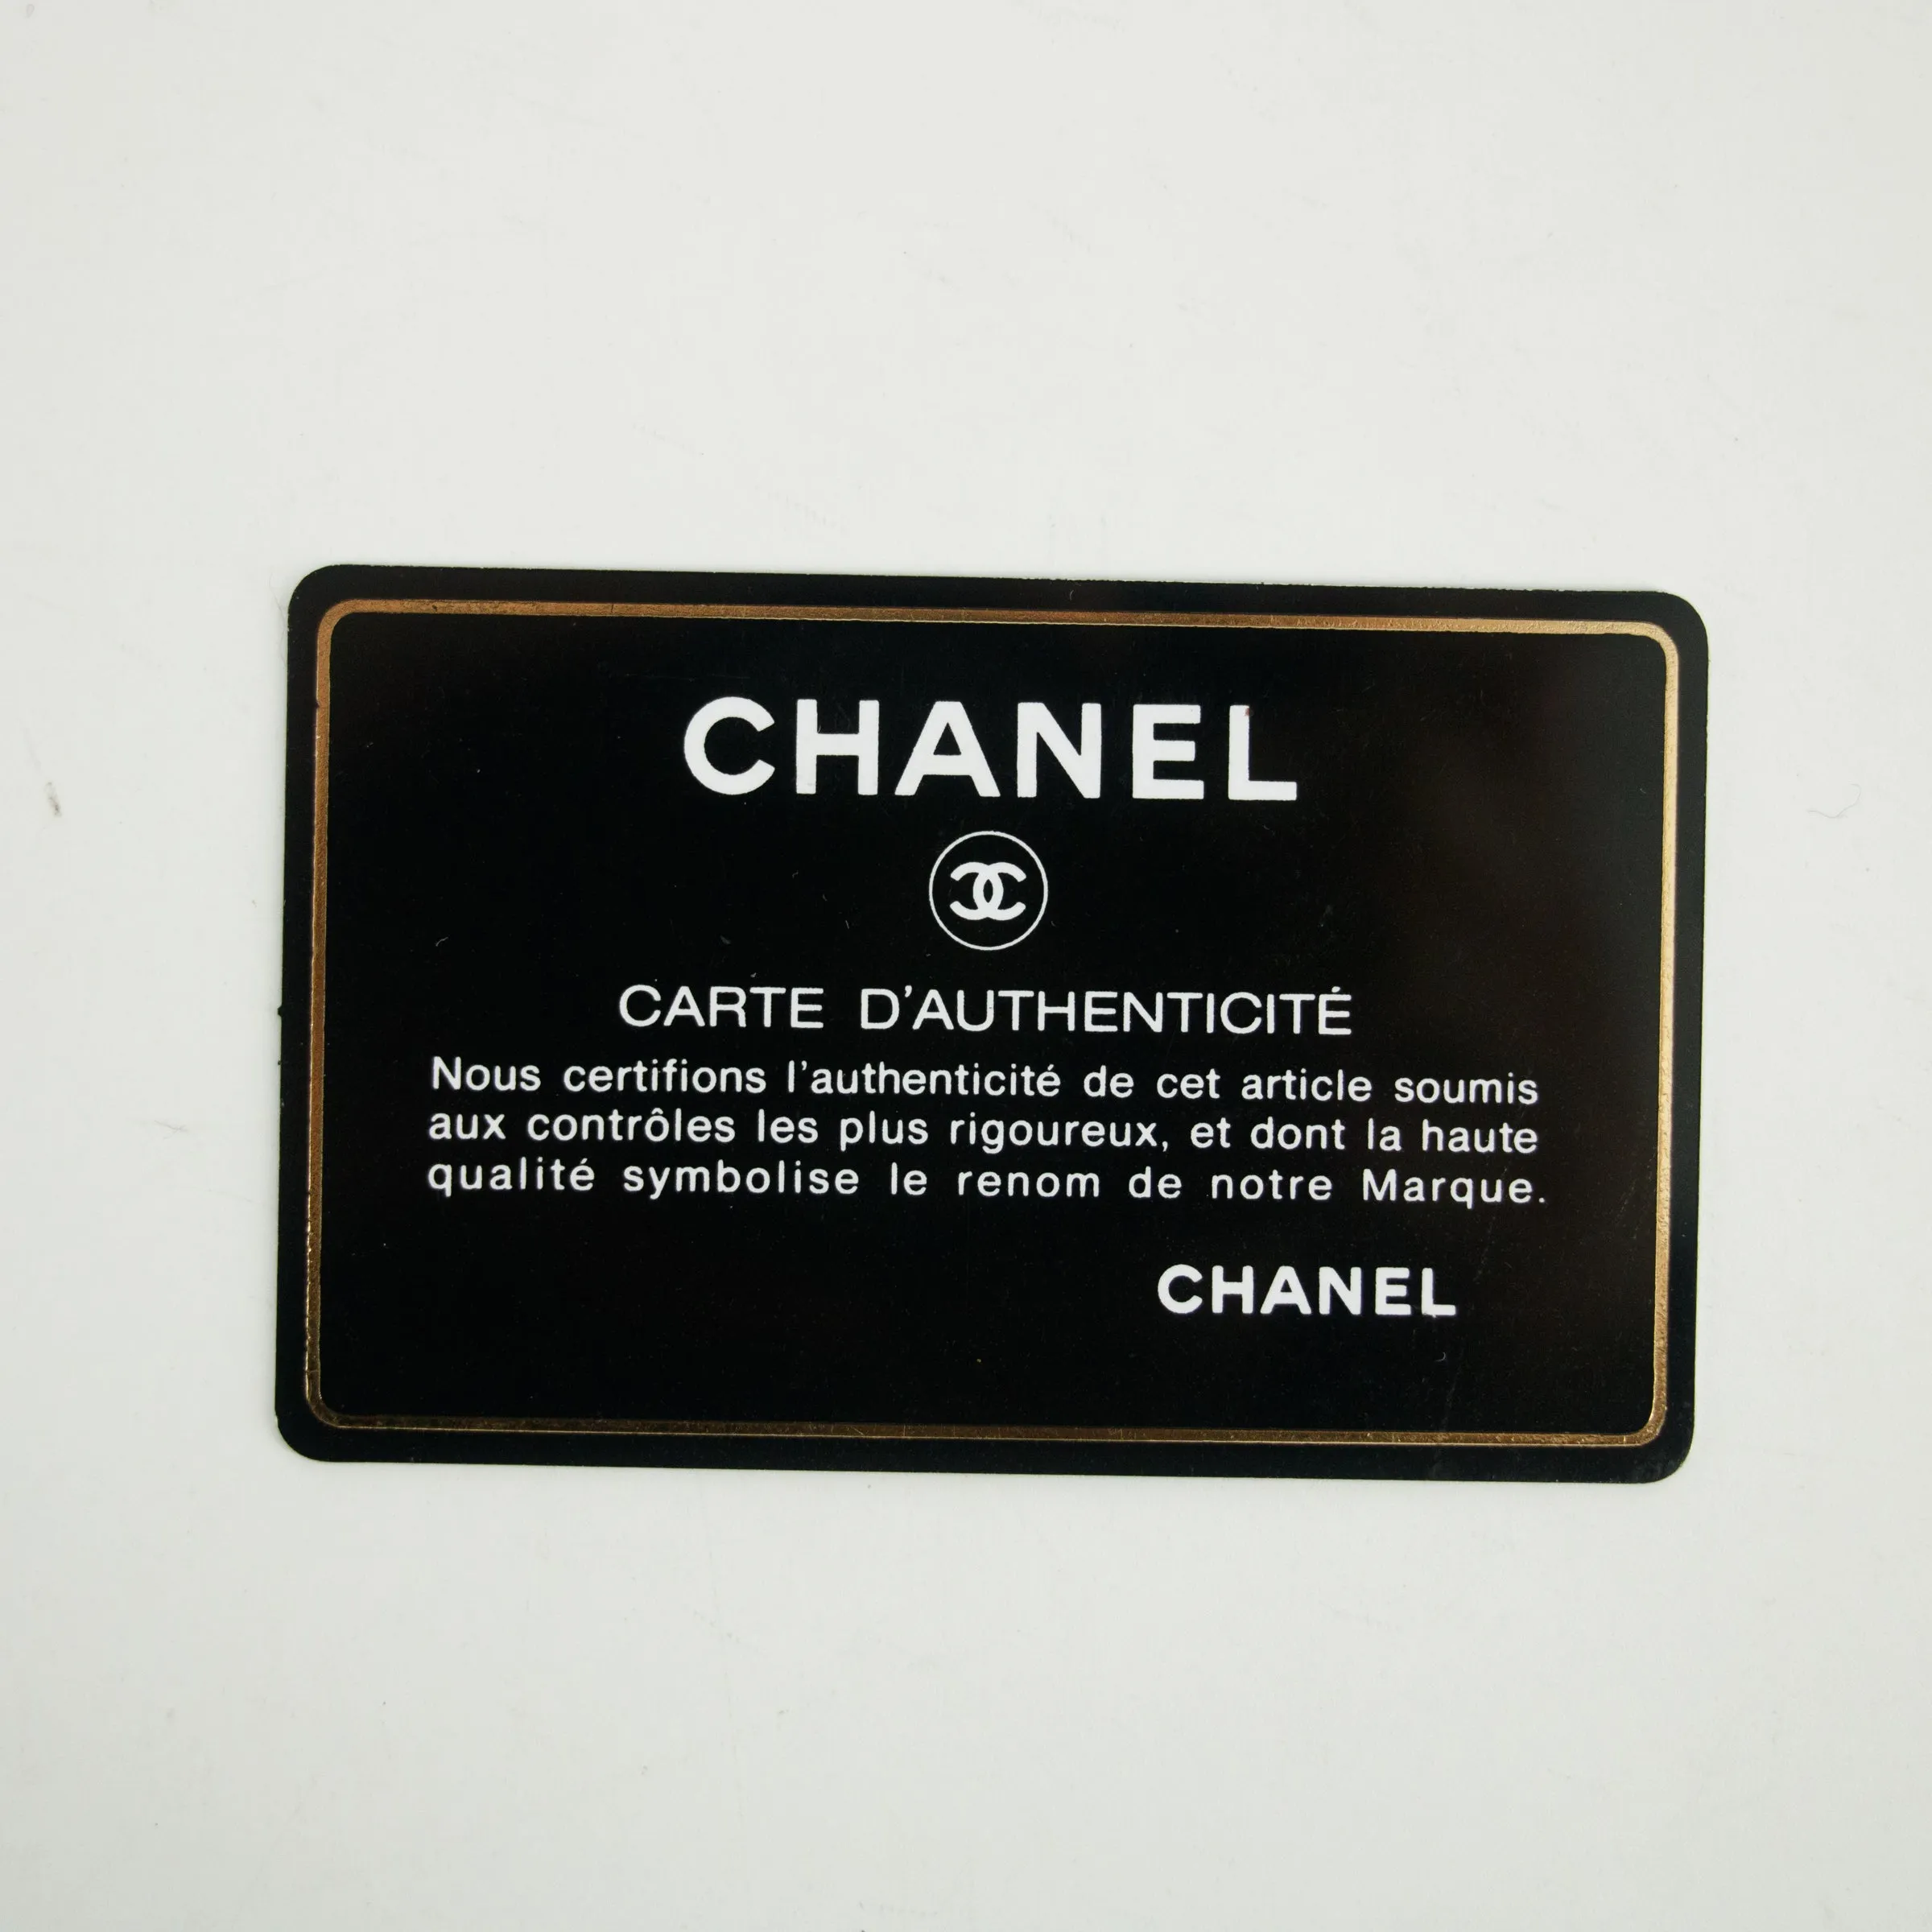 CHANEL
CARTE D'AUTHENTICITÉ
Nous certifions l'authenticité de cet article soumis
aux contrôles les plus rigoureux, et dont la haute
qualité symbolise le renom de notre Marque.
CHANEL